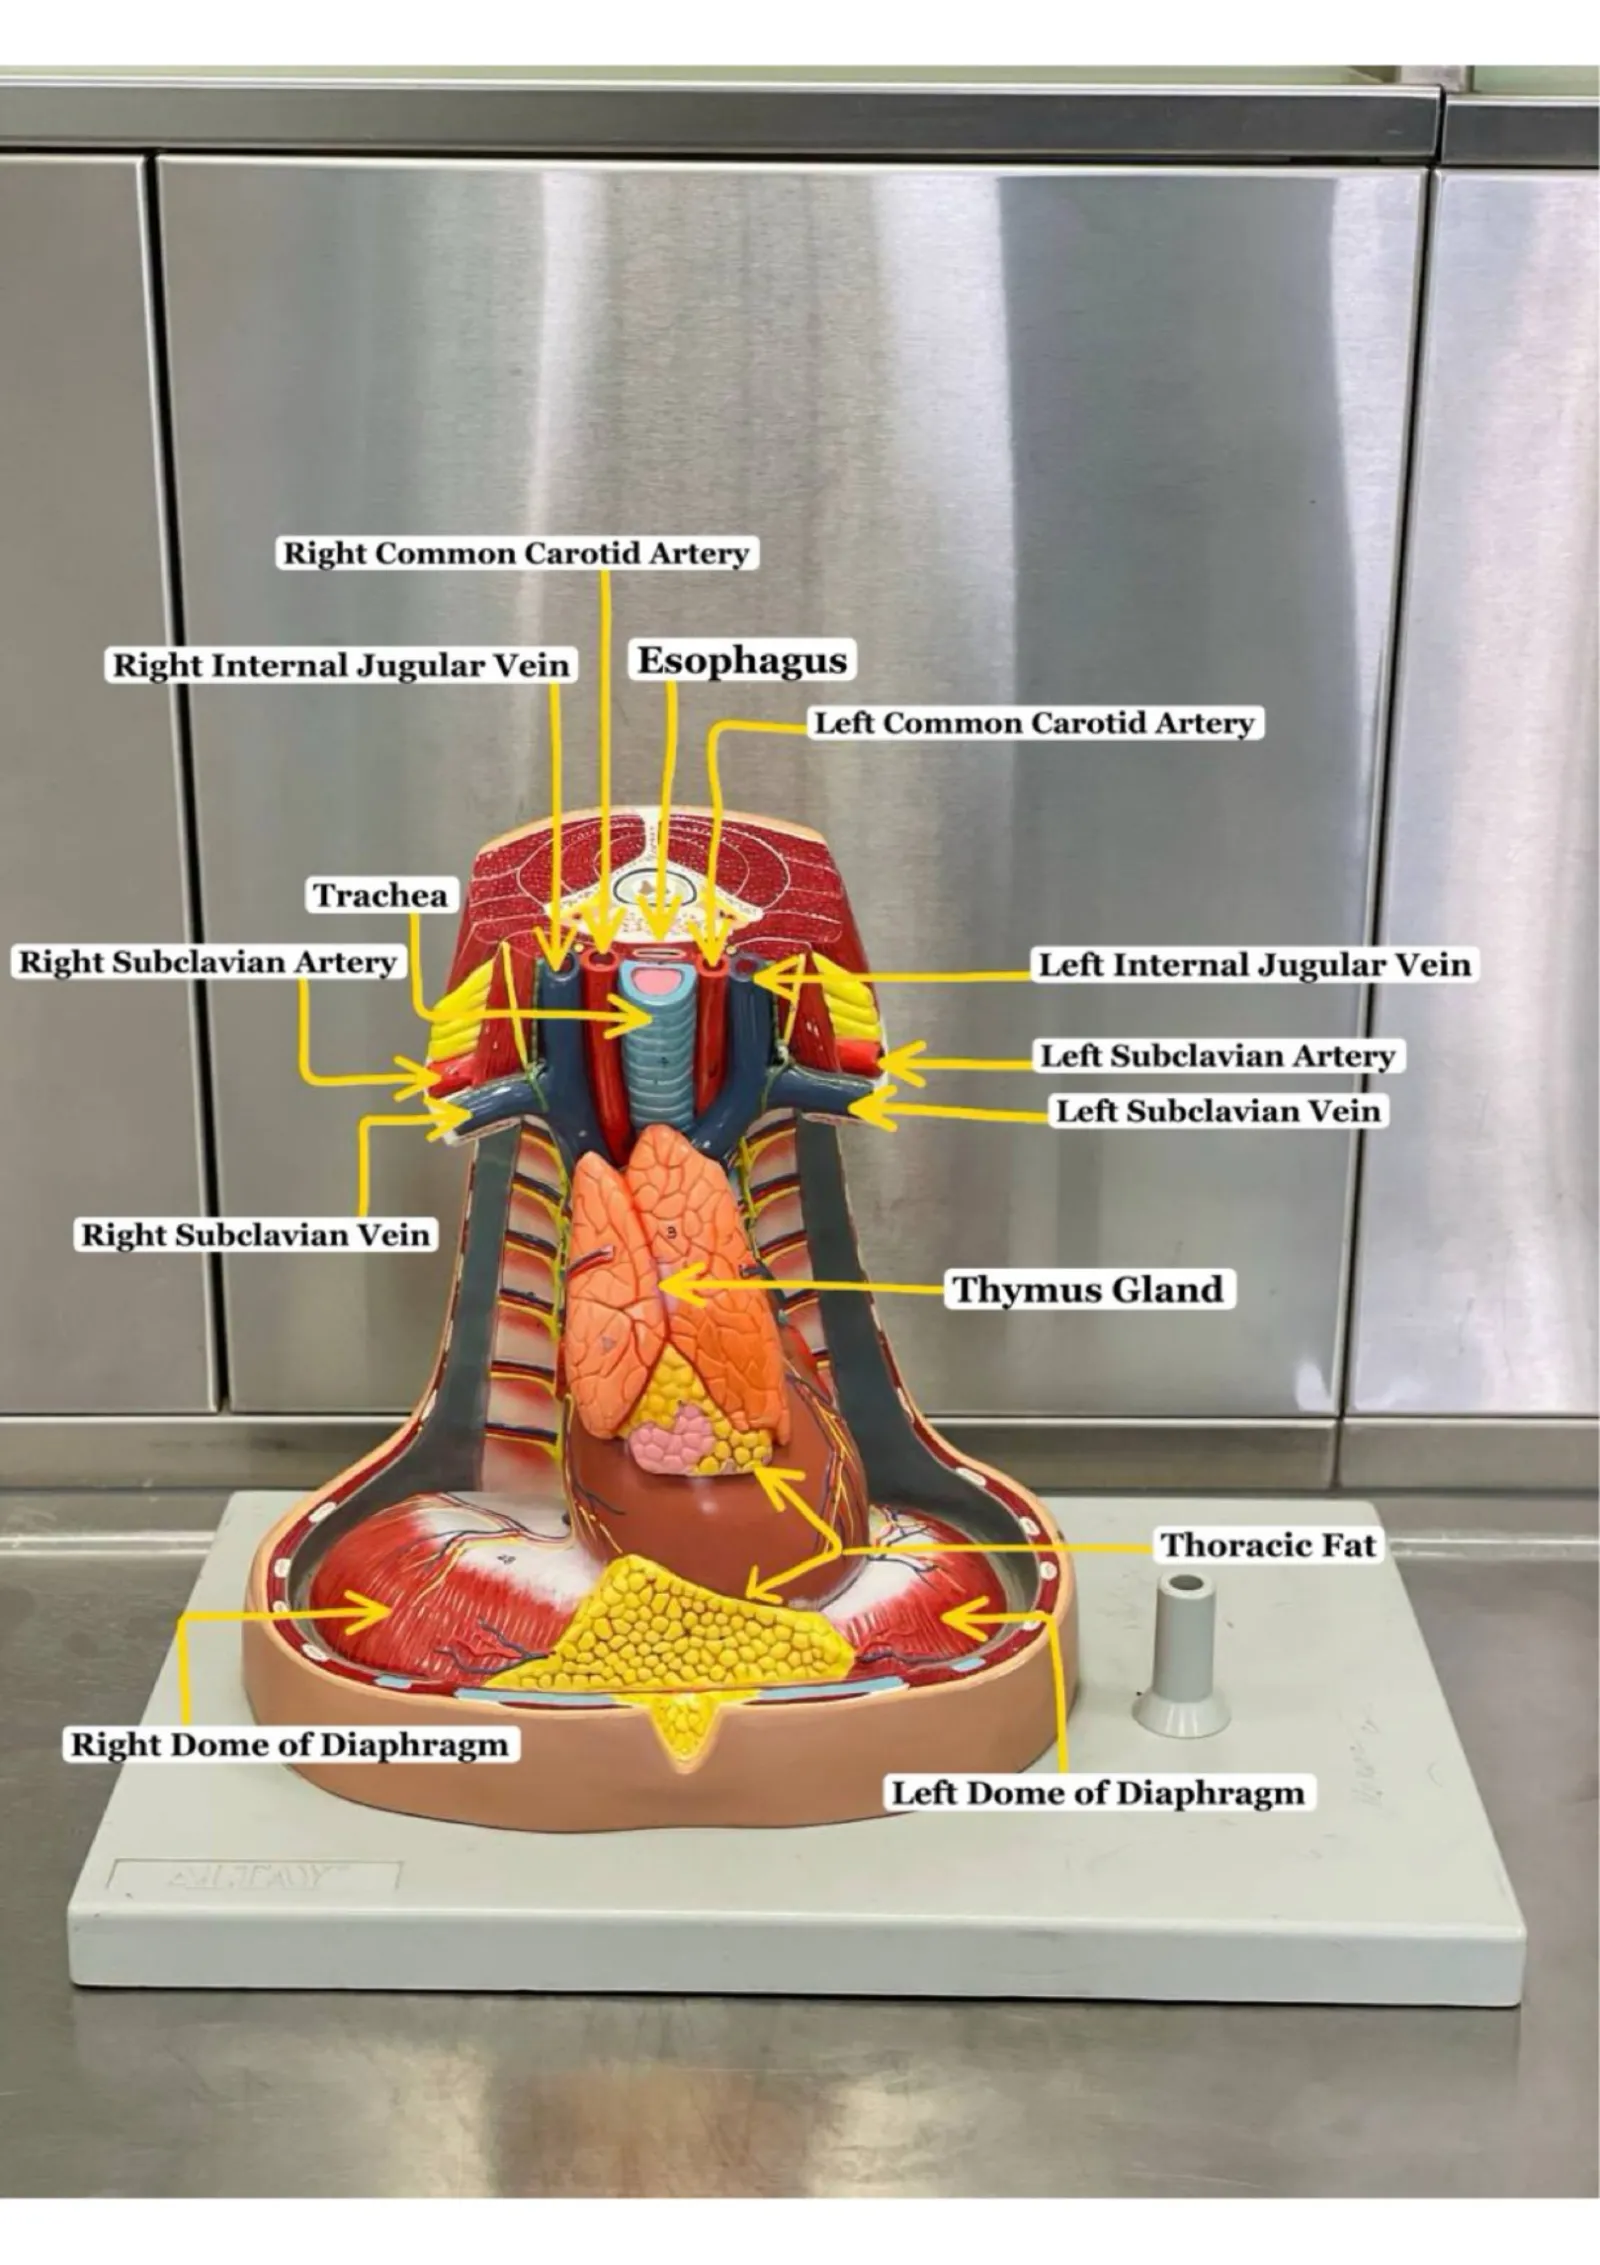 Right Common Carotid Artery
Right Internal Jugular Vein
Esophagus
Left Common Carotid Artery
Trachea
Right Subclavian Artery
Left Internal Jugular Vein
Left Subclavian Artery
Left Subclavian Vein
Right Subclavian Vein
3
Thymus Gland
Thoracic Fat
Right Dome of Diaphragm
Left Dome of Diaphragm
ALTAY